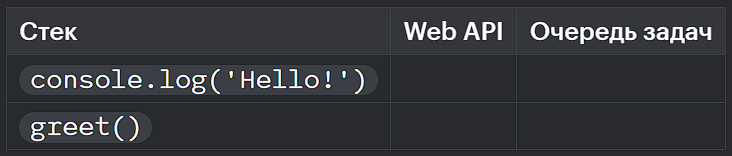 Стек Web API Очередь задач
console.log('Hello!')
greet()